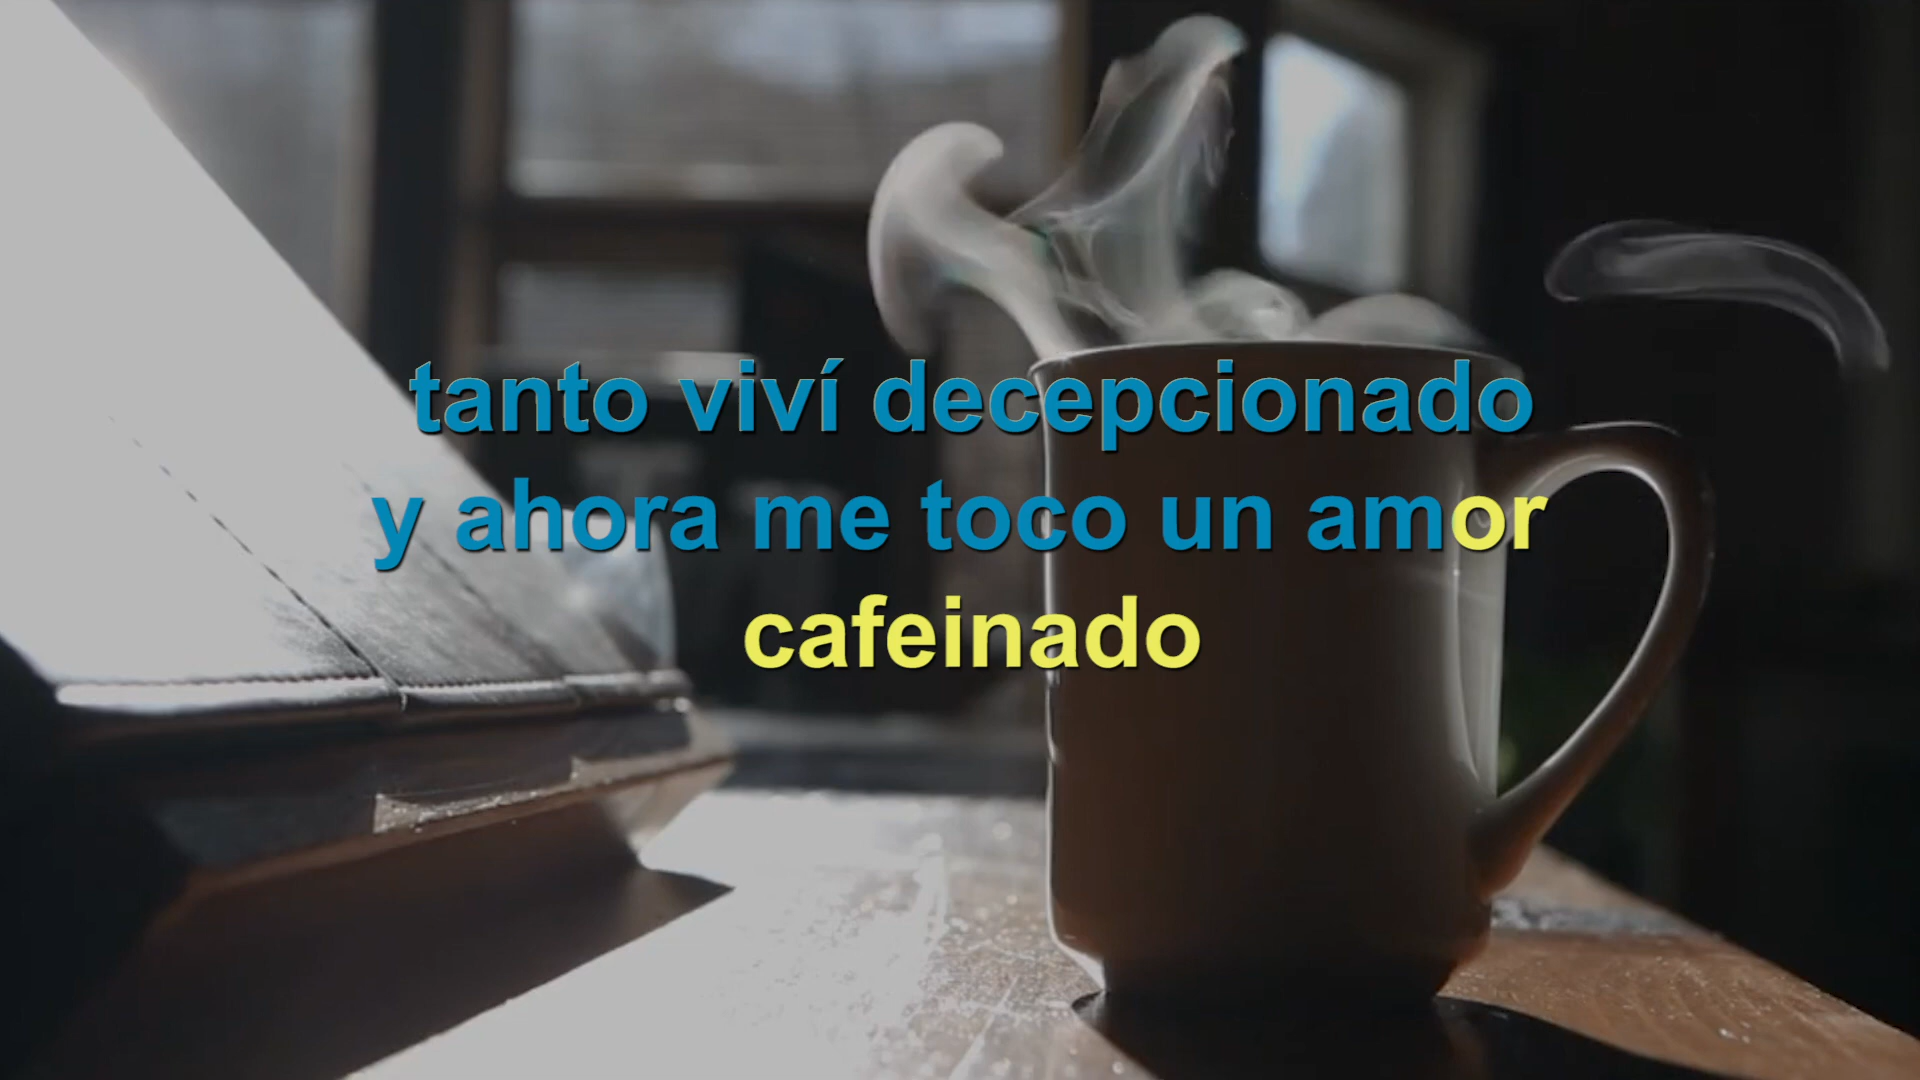 tanto viví decepcionado
y ahora me toco un amor
cafeinado